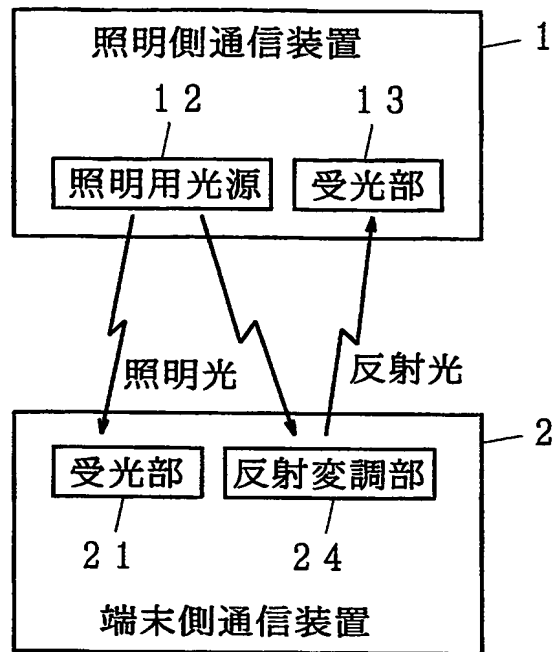 照明側通信装置
1
12
13
照明用光源
受光部
照明光
反射光
2
受光部
反射変調部
21
24
端末側通信装置